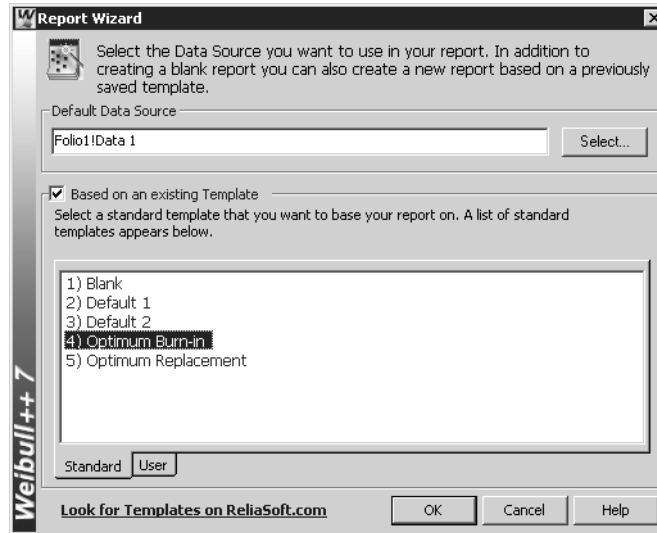 Report Wizard
Select the Data Source you want to use in your report. In addition to
creating a blank report you can also create a new report based on a previously
saved template.
Default Data Source
Folio1!Data 1
Select...
Based on an existing Template
Select a standard template that you want to base your report on. A list of standard
templates appears below.
1) Blank
2) Default 1
3) Default 2
4) Optimum Burn-in
5) Optimum Replacement
Standard
User
Weibull++ 7
Look for Templates on ReliaSoft.com
OK
Cancel
Help